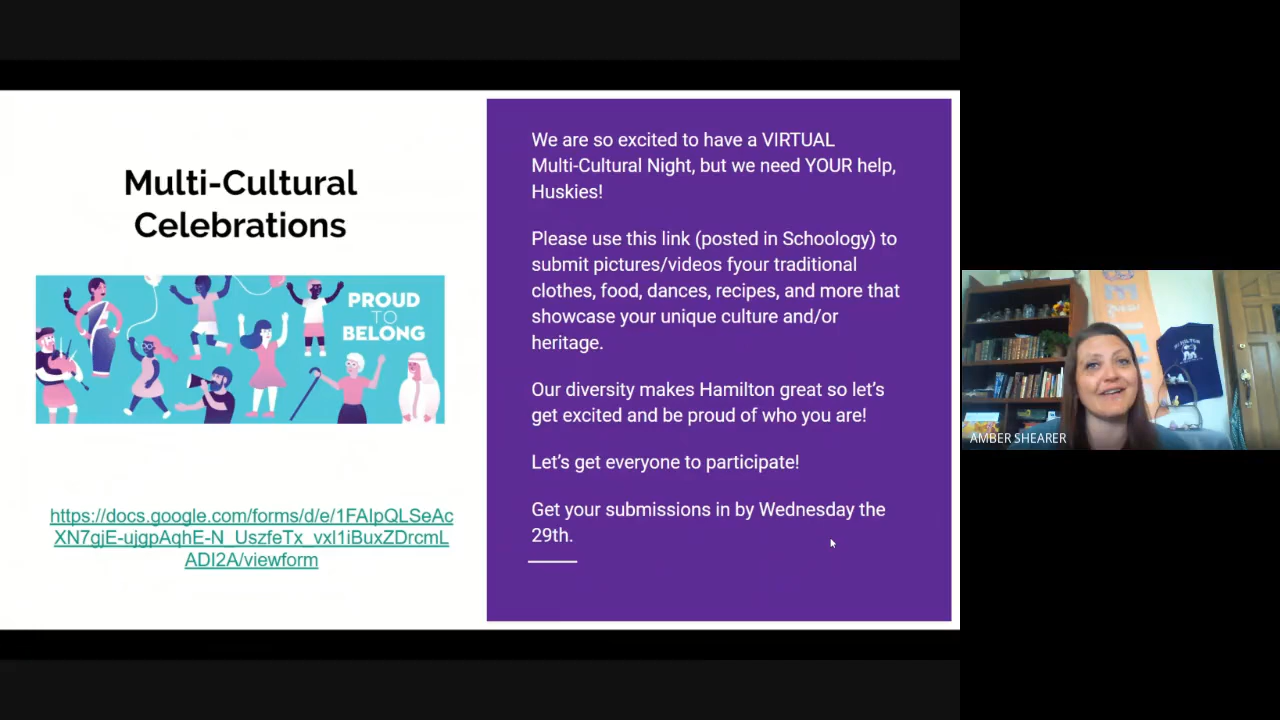 Multi-Cultural
Celebrations
PROUD
TO
BELONG
https://docs.google.com/forms/d/e/1FAIpQLSeAc
XN7gjE-ujgpAqhE-N_UszfeTx_vxl1iBuxZDrcmL
ADI2A/viewform
We are so excited to have a VIRTUAL
Multi-Cultural Night, but we need YOUR help,
Huskies!
Please use this link (posted in Schoology) to
submit pictures/videos fyour traditional
clothes, food, dances, recipes, and more that
showcase your unique culture and/or
heritage.
Our diversity makes Hamilton great so let's
get excited and be proud of who you are!
Let's get everyone to participate!
Get your submissions in by Wednesday the
29th.
AMBER SHEARER